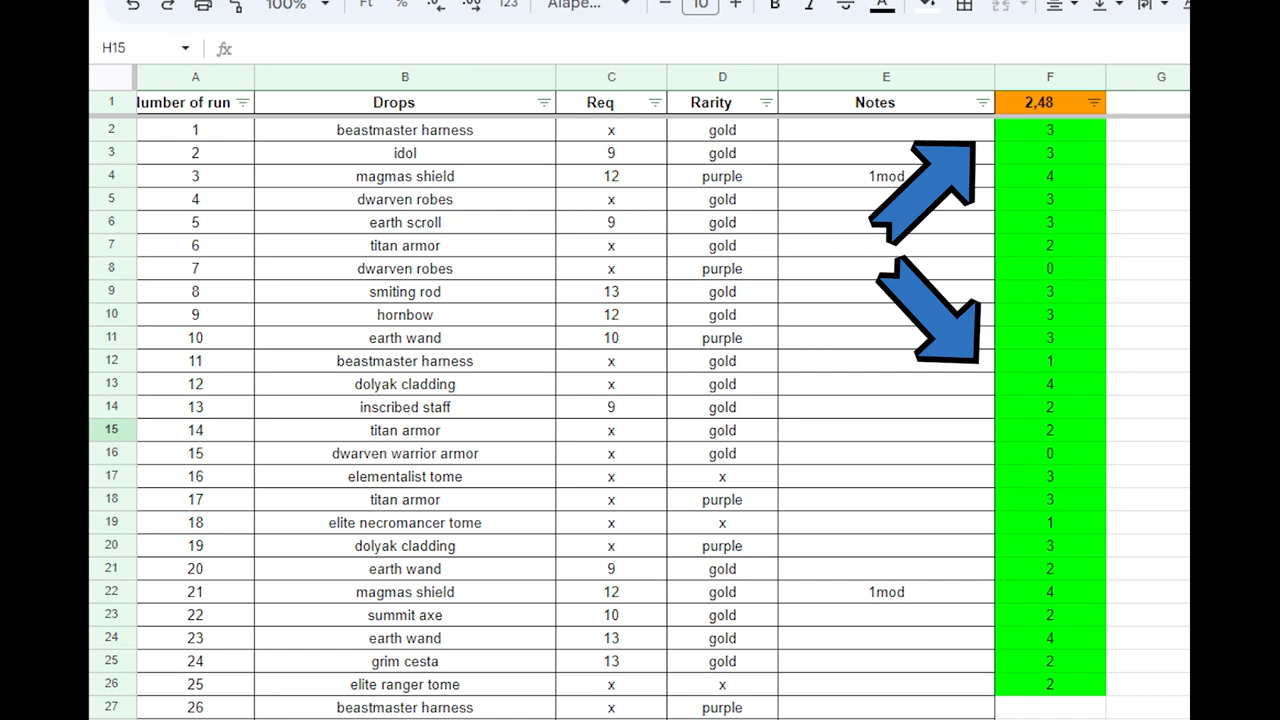 100% Ft % 123 Alape... 10 B
H15 fx
A B C D E F G
1 umber of run Drops Req Rarity Notes 2,48
2 1 beastmaster harness x gold 3
3 2 idol 9 gold 3
4 3 magmas shield 12 purple 1mod 4
5 4 dwarven robes x gold 3
6 5 earth scroll 9 gold 3
7 6 titan armor x gold 2
8 7 dwarven robes x purple 0
9 8 smiting rod 13 gold 3
10 9 hornbow 12 gold 3
11 10 earth wand 10 purple 3
12 11 beastmaster harness x gold 1
13 12 dolyak cladding x gold 4
14 13 inscribed staff 9 gold 2
15 14 titan armor x gold 2
16 15 dwarven warrior armor x gold 0
17 16 elementalist tome x x 3
18 17 titan armor x purple 3
19 18 elite necromancer tome x x 1
20 19 dolyak cladding x purple 3
21 20 earth wand 9 gold 2
22 21 magmas shield 12 gold 1mod 4
23 22 summit axe 10 gold 2
24 23 earth wand 13 gold 4
25 24 grim cesta 13 gold 2
26 25 elite ranger tome x x 2
27 26 beastmaster harness x purple